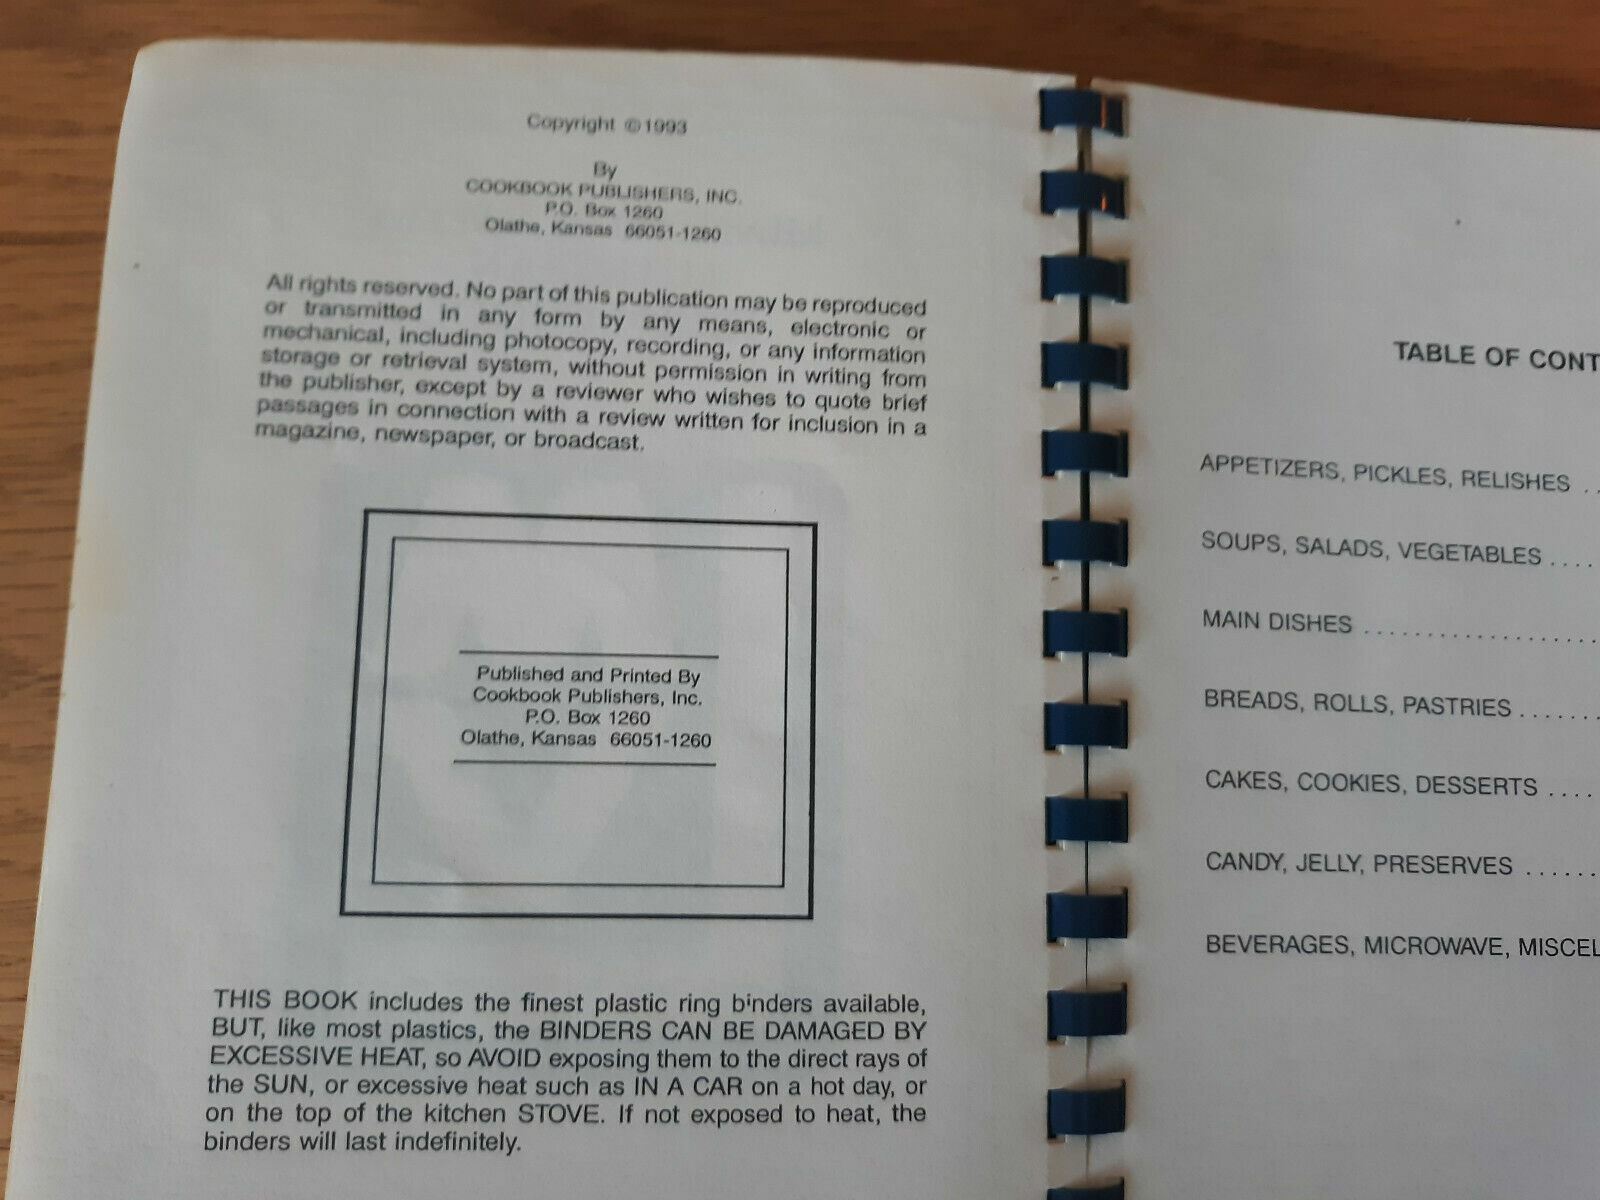 Copyright ©1993
By
COOKBOOK PUBLISHERS, INC.
P.O. Box 1260
Olathe, Kansas 66051-1260
All rights reserved. No part of this publication may be reproduced
or transmitted in any form by any means, electronic or
mechanical, including photocopy, recording, or any information
storage or retrieval system, without permission in writing from
the publisher, except by a reviewer who wishes to quote brief
passages in connection with a review written for inclusion in a
magazine, newspaper, or broadcast.
Published and Printed By
Cookbook Publishers, Inc.
P.O. Box 1260
Olathe, Kansas 66051-1260
THIS BOOK includes the finest plastic ring binders available,
BUT, like most plastics, the BINDERS CAN BE DAMAGED BY
EXCESSIVE HEAT, so AVOID exposing them to the direct rays of
the SUN, or excessive heat such as IN A CAR on a hot day, or
on the top of the kitchen STOVE. If not exposed to heat, the
binders will last indefinitely.
TABLE OF CONT
APPETIZERS, PICKLES, RELISHES ..
SOUPS, SALADS, VEGETABLES ....
MAIN DISHES ...................
BREADS, ROLLS, PASTRIES .......
CAKES, COOKIES, DESSERTS ....
CANDY, JELLY, PRESERVES ......
BEVERAGES, MICROWAVE, MISCEL